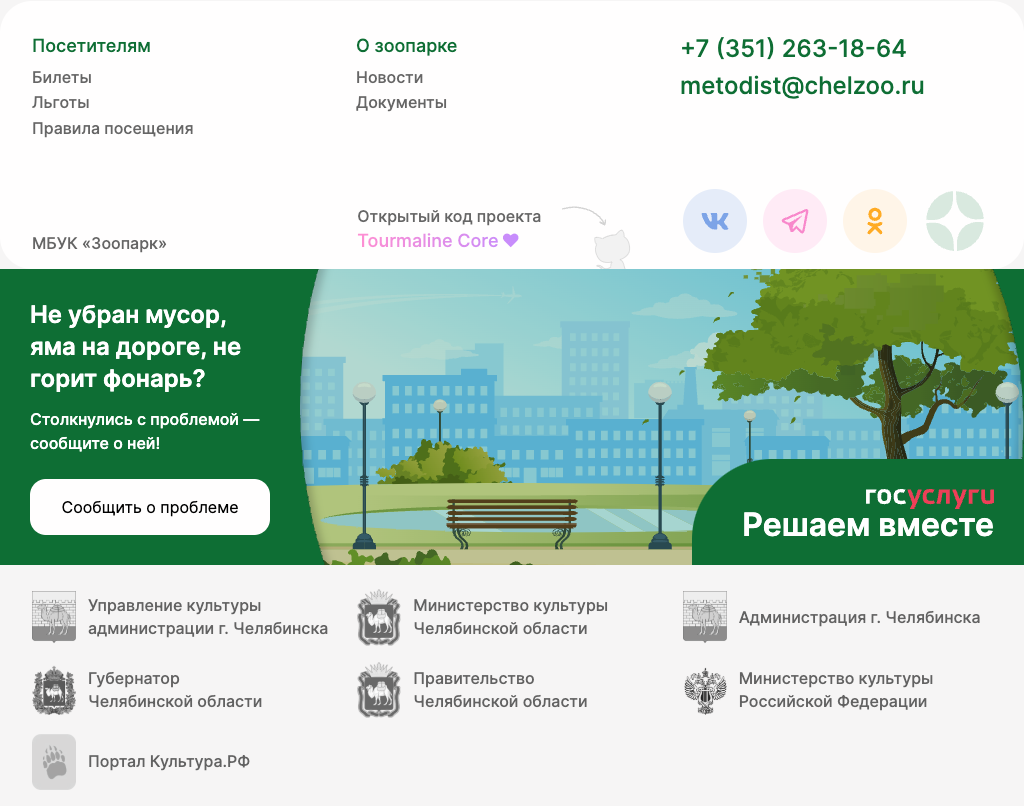 Посетителям
Билеты
Льготы
Правила посещения
О зоопарке
Новости
Документы
+7 (351) 263-18-64
metodist@chelzoo.ru
МБУК «Зоопарк»
Открытый код проекта
Tourmaline Core
Не убран мусор,
яма на дороге, не
горит фонарь?
Столкнулись с проблемой —
сообщите о ней!
Сообщить о проблеме
госуслуги
Решаем вместе
Управление культуры
администрации г. Челябинска
Министерство культуры
Челябинской области
Администрация г. Челябинска
Губернатор
Челябинской области
Правительство
Челябинской области
Министерство культуры
Российской Федерации
Портал Культура.РФ